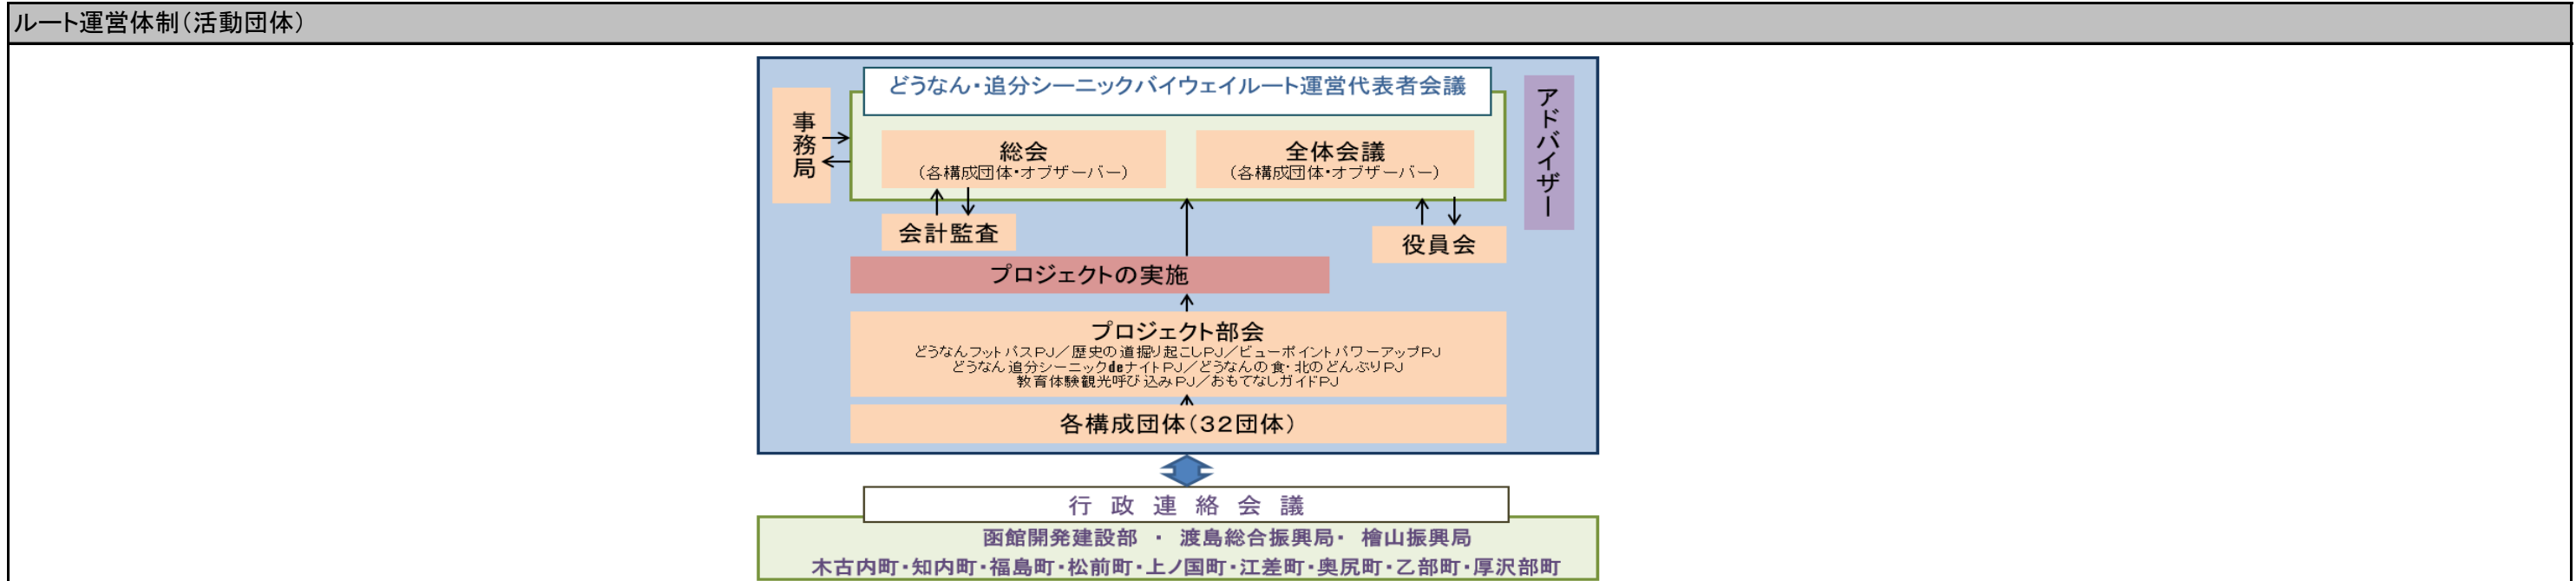 ルート運営体制（活動団体）
どうなん・追分シーニックバイウェイルート運営代表者会議
事務局
アドバイザー
総会
（各構成団体・オブザーバー）
全体会議
（各構成団体・オブザーバー）
会計監査
役員会
プロジェクトの実施
プロジェクト部会
どうなんフットパスPJ／歴史の道掘り起こしPJ／ビューポイントパワーアップPJ
どうなん追分シーニックdeナイトPJ／どうなんの食・北のどんぶりPJ
教育体験観光呼び込みPJ／おもてなしガイドPJ
各構成団体（３２団体）
行政連絡会議
函館開発建設部 ・ 渡島総合振興局・ 檜山振興局
木古内町・知内町・福島町・松前町・上ノ国町・江差町・奥尻町・乙部町・厚沢部町